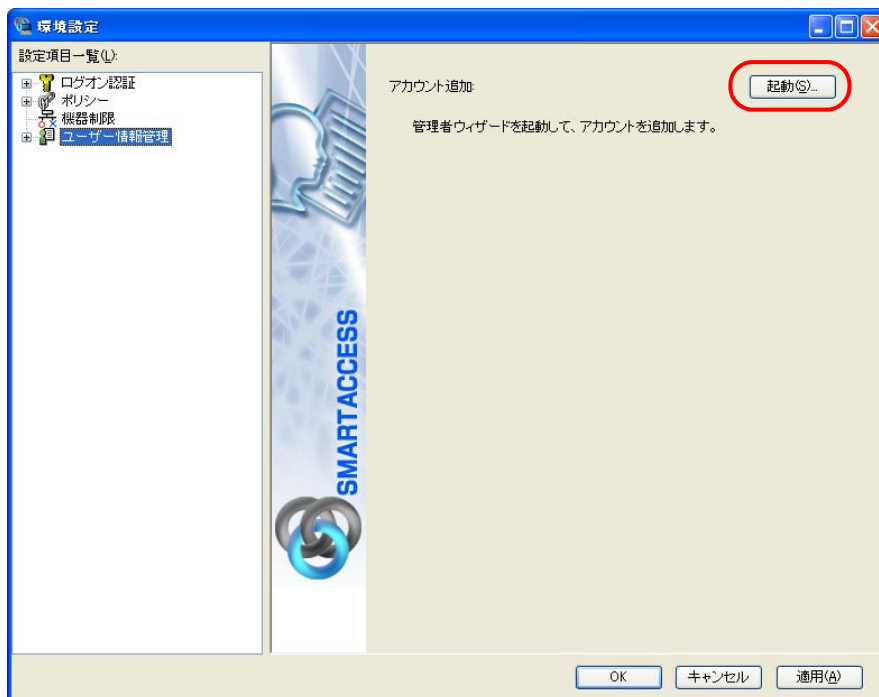 環境設定
設定項目一覧(L):
ログオン認証
ポリシー
機器制限
ユーザー情報管理
SMARTACCESS
アカウント追加:
起動(S)...
管理者ウィザードを起動して、アカウントを追加します。
OK
キャンセル
適用(A)